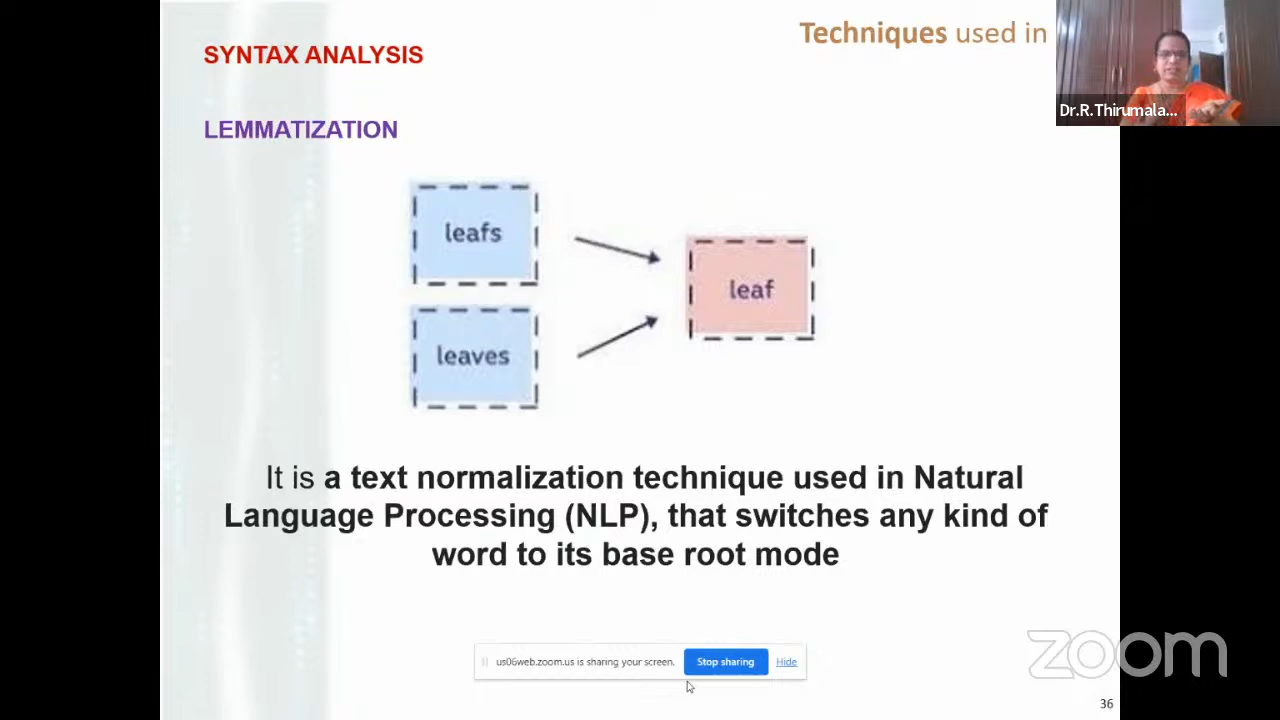 Techniques used in
SYNTAX ANALYSIS
Dr.R.Thirumala...
LEMMATIZATION
leafs
leaf
leaves
It is a text normalization technique used in Natural
Language Processing (NLP), that switches any kind of
word to its base root mode
zoom
us06web.zoom.us is sharing your screen.
Stop sharing
Hide
36